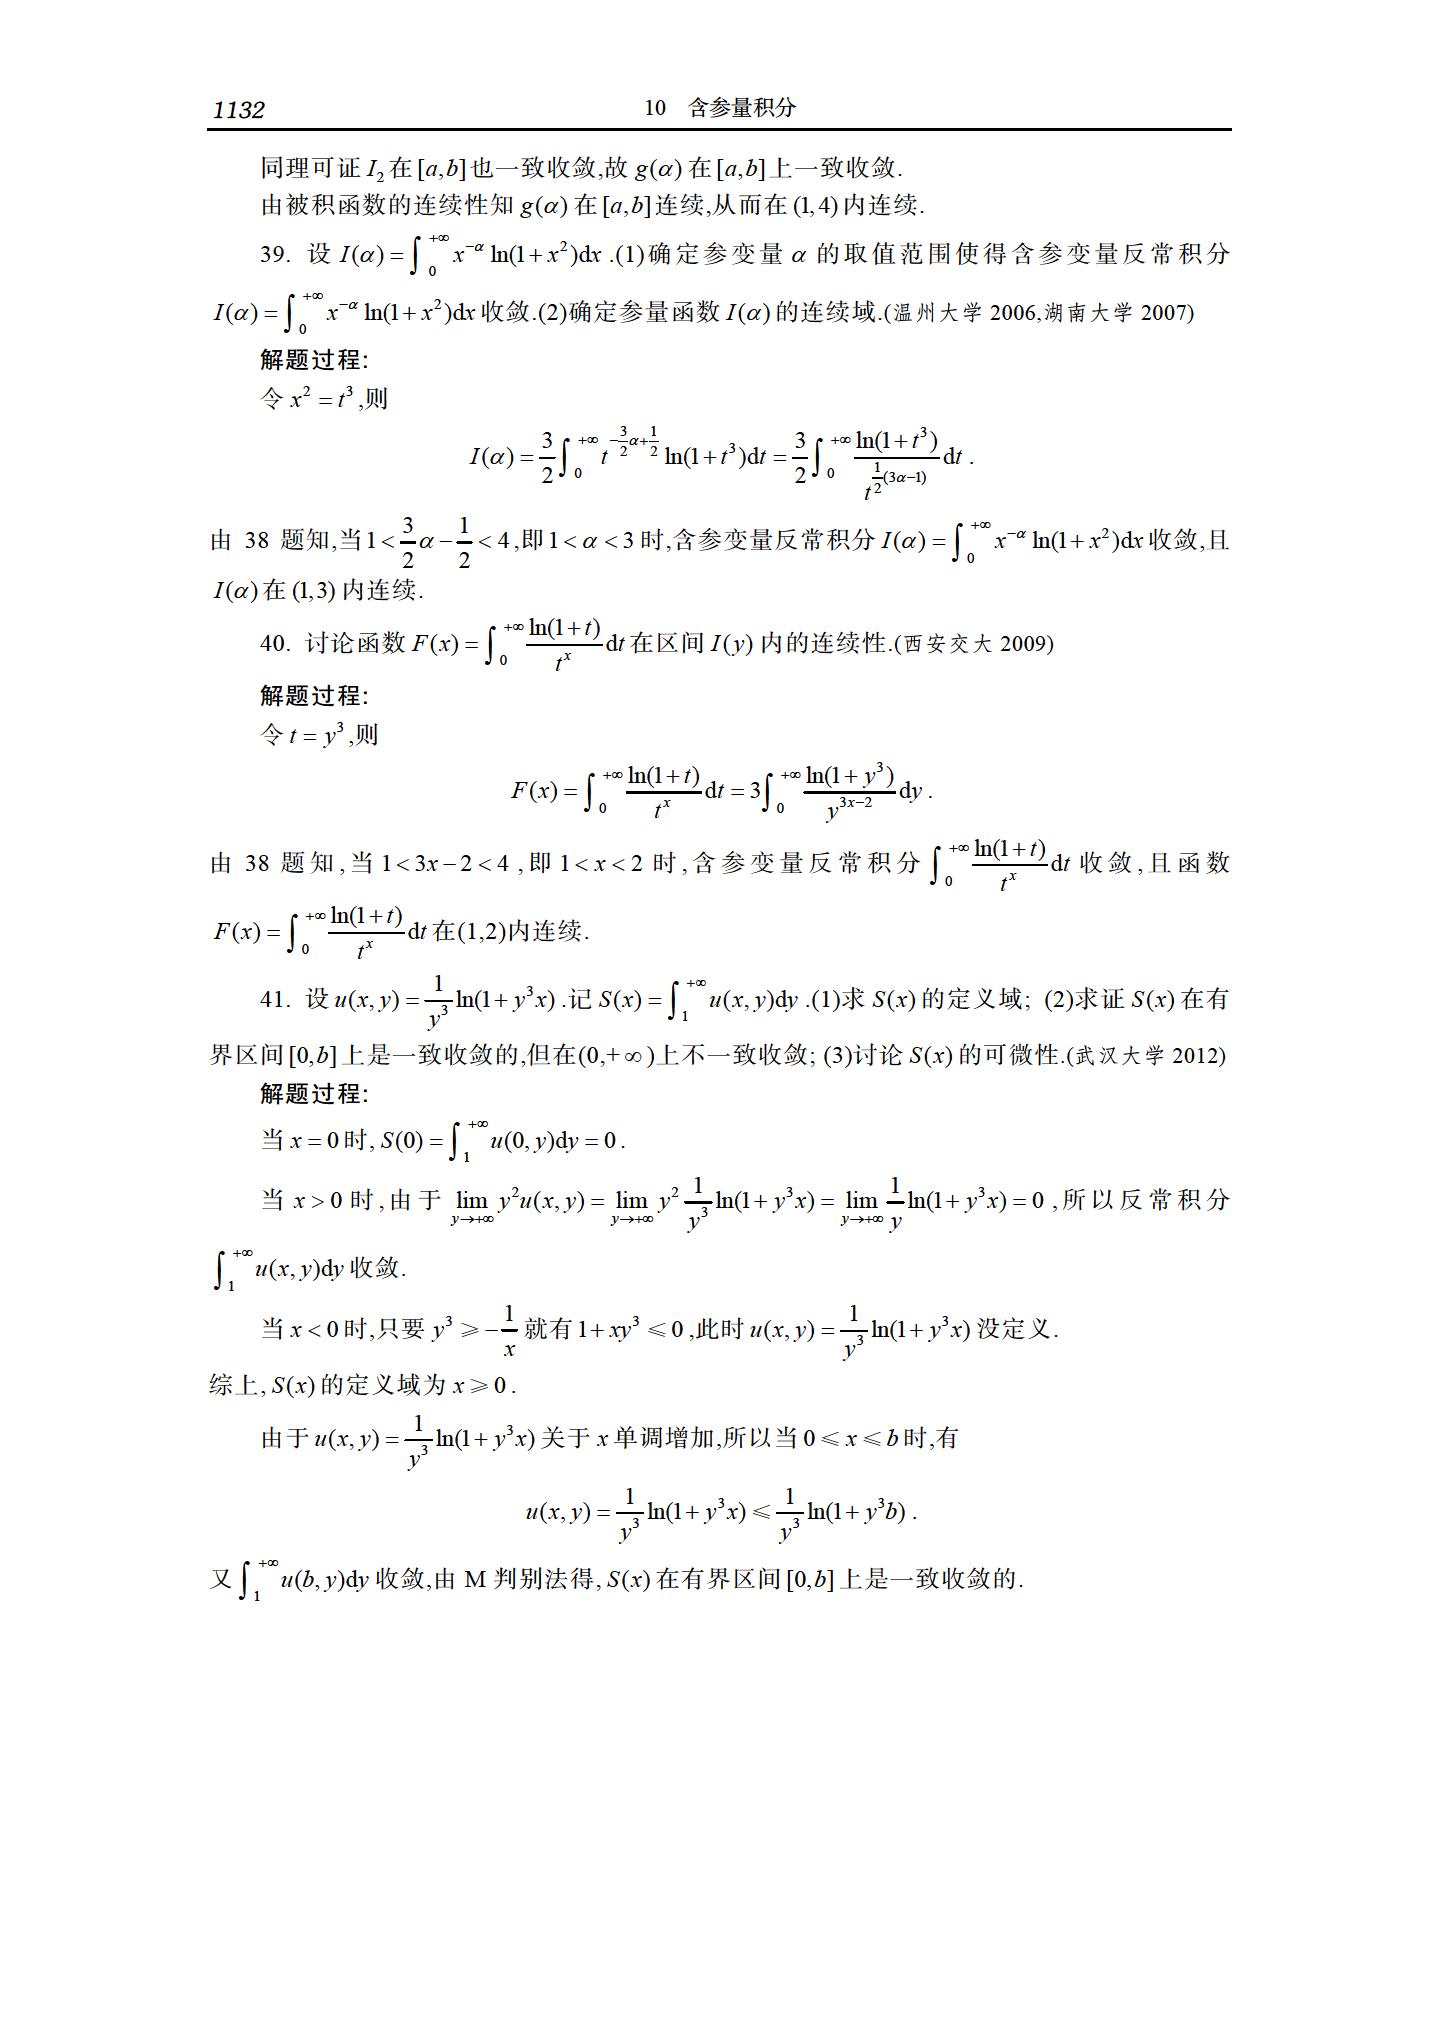 1132 10 含参量积分
同理可证 $I_2$ 在 $[a,b]$ 也一致收敛,故 $g(\alpha)$ 在 $[a,b]$ 上一致收敛.
由被积函数的连续性知 $g(\alpha)$ 在 $[a,b]$ 连续,从而在 $(1,4)$ 内连续.
39. 设 $I(\alpha)=\int_0^{+\infty}x^{-\alpha}\ln(1+x^2)\mathrm{d}x$ .(1)确定参变量 $\alpha$ 的取值范围使得含参变量反常积分
$I(\alpha)=\int_0^{+\infty}x^{-\alpha}\ln(1+x^2)\mathrm{d}x$ 收敛.(2)确定参量函数 $I(\alpha)$ 的连续域.(温州大学 2006,湖南大学 2007)
解题过程:
令 $x^2=t^3$ ,则
$I(\alpha)=\frac{3}{2}\int_0^{+\infty}t^{-\frac{3}{2}\alpha+\frac{1}{2}}\ln(1+t^3)\mathrm{d}t=\frac{3}{2}\int_0^{+\infty}\frac{\ln(1+t^3)}{t^{\frac{1}{2}(3\alpha-1)}}\mathrm{d}t$ .
由 38 题知,当 $1<\frac{3}{2}\alpha-\frac{1}{2}<4$ ,即 $1<\alpha<3$ 时,含参变量反常积分 $I(\alpha)=\int_0^{+\infty}x^{-\alpha}\ln(1+x^2)\mathrm{d}x$ 收敛,且
$I(\alpha)$ 在 $(1,3)$ 内连续.
40. 讨论函数 $F(x)=\int_0^{+\infty}\frac{\ln(1+t)}{t^x}\mathrm{d}t$ 在区间 $I(y)$ 内的连续性.(西安交大 2009)
解题过程:
令 $t=y^3$ ,则
$F(x)=\int_0^{+\infty}\frac{\ln(1+t)}{t^x}\mathrm{d}t=3\int_0^{+\infty}\frac{\ln(1+y^3)}{y^{3x-2}}\mathrm{d}y$ .
由 38 题知,当 $1<3x-2<4$ ,即 $1<x<2$ 时,含参变量反常积分 $\int_0^{+\infty}\frac{\ln(1+t)}{t^x}\mathrm{d}t$ 收敛,且函数
$F(x)=\int_0^{+\infty}\frac{\ln(1+t)}{t^x}\mathrm{d}t$ 在(1,2)内连续.
41. 设 $u(x,y)=\frac{1}{y^3}\ln(1+y^3x)$ .记 $S(x)=\int_1^{+\infty}u(x,y)\mathrm{d}y$ .(1)求 $S(x)$ 的定义域; (2)求证 $S(x)$ 在有
界区间 $[0,b]$ 上是一致收敛的,但在(0,+∞)上不一致收敛; (3)讨论 $S(x)$ 的可微性.(武汉大学 2012)
解题过程:
当 $x=0$ 时, $S(0)=\int_1^{+\infty}u(0,y)\mathrm{d}y=0$ .
当 $x>0$ 时,由于 $\lim_{y\to+\infty}y^2u(x,y)=\lim_{y\to+\infty}y^2\frac{1}{y^3}\ln(1+y^3x)=\lim_{y\to+\infty}\frac{1}{y}\ln(1+y^3x)=0$ ,所以反常积分
$\int_1^{+\infty}u(x,y)\mathrm{d}y$ 收敛.
当 $x<0$ 时,只要 $y^3\geqslant-\frac{1}{x}$ 就有 $1+xy^3\leqslant0$ ,此时 $u(x,y)=\frac{1}{y^3}\ln(1+y^3x)$ 没定义.
综上, $S(x)$ 的定义域为 $x\geqslant0$ .
由于 $u(x,y)=\frac{1}{y^3}\ln(1+y^3x)$ 关于 $x$ 单调增加,所以当 $0\leqslant x\leqslant b$ 时,有
$u(x,y)=\frac{1}{y^3}\ln(1+y^3x)\leqslant\frac{1}{y^3}\ln(1+y^3b)$ .
又 $\int_1^{+\infty}u(b,y)\mathrm{d}y$ 收敛,由 M 判别法得, $S(x)$ 在有界区间 $[0,b]$ 上是一致收敛的.